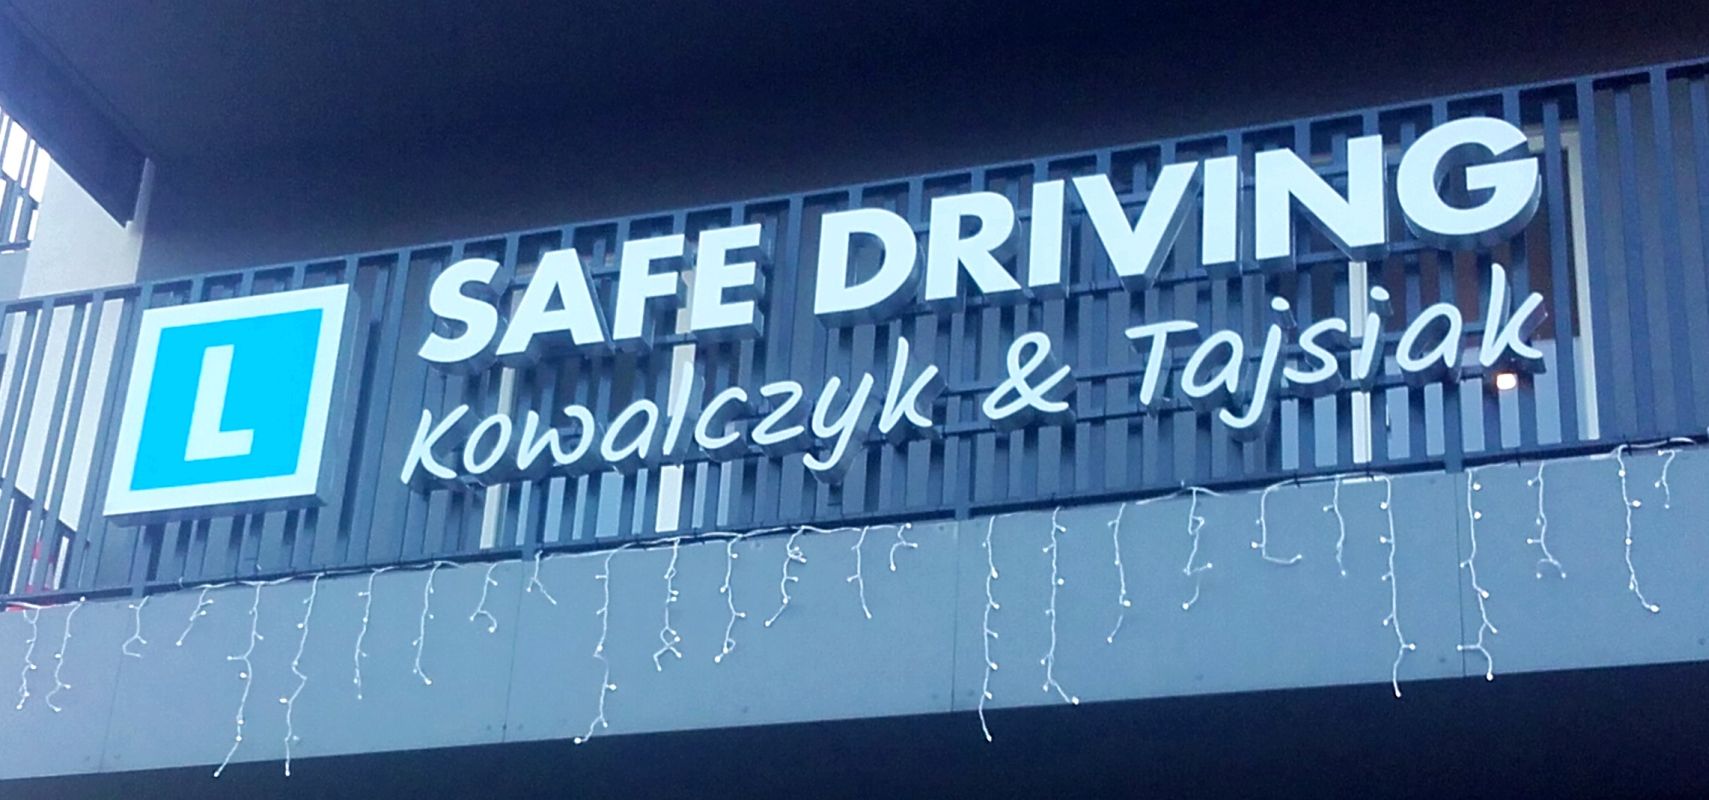 L
SAFE DRIVING
Kowalczyk & Tajsiak